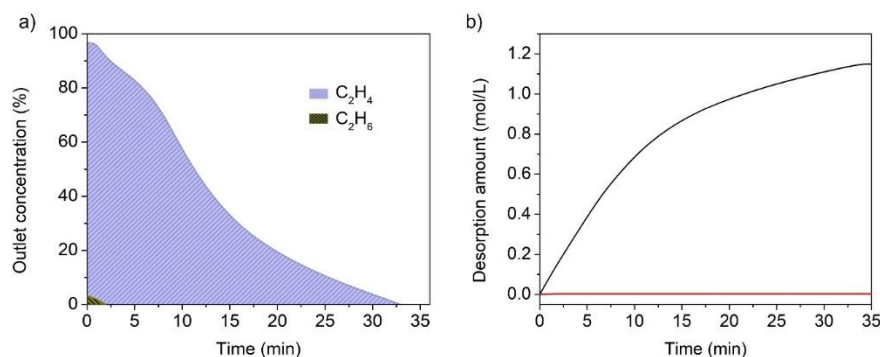 a)
b)
100
80
60
40
20
0
Outlet concentration (%)
C₂H₄
C₂H₆
0 5 10 15 20 25 30 35
Time (min)
1.2
1.0
0.8
0.6
0.4
0.2
0.0
Desorption amount (mol/L)
0 5 10 15 20 25 30 35
Time (min)